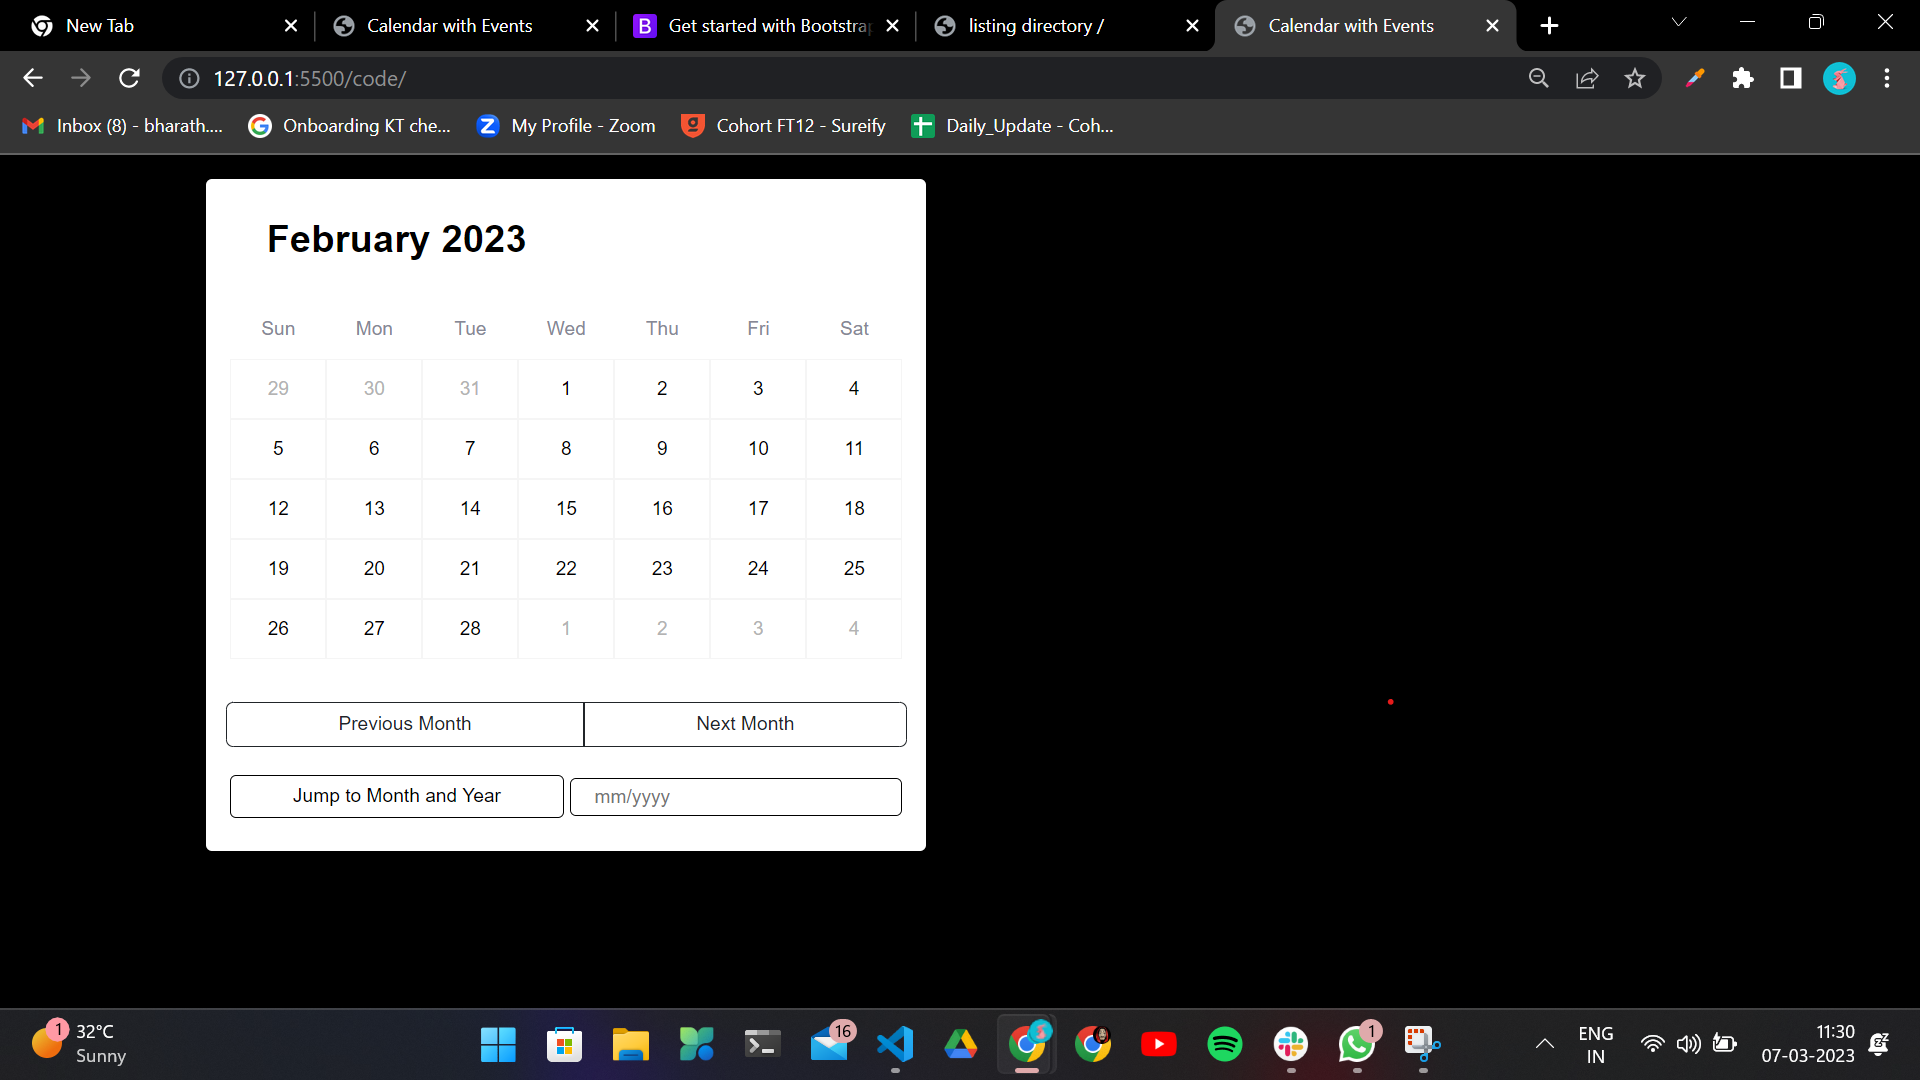 New Tab
Calendar with Events
Get started with Bootstrap
listing directory /
Calendar with Events
127.0.0.1:5500/code/
Inbox (8) - bharath....
Onboarding KT che...
My Profile - Zoom
Cohort FT12 - Sureify
Daily_Update - Coh...
February 2023
Sun Mon Tue Wed Thu Fri Sat
29 30 31 1 2 3 4
5 6 7 8 9 10 11
12 13 14 15 16 17 18
19 20 21 22 23 24 25
26 27 28 1 2 3 4
Previous Month Next Month
Jump to Month and Year mm/yyyy
1
32°C
Sunny
16
1
ENG
IN
11:30
07-03-2023